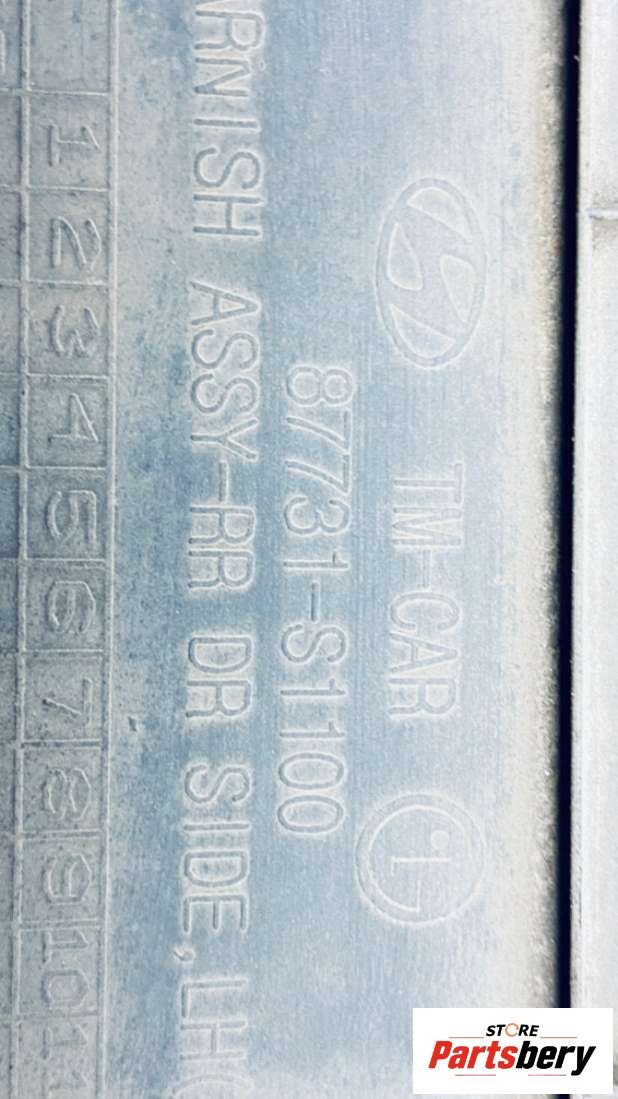 TM-CAR L
87731-S1100
ARNISH ASSY-RR DR SIDE,LH
1 2 3 4 5 6 7 8 9 10
STORE
Partsbery